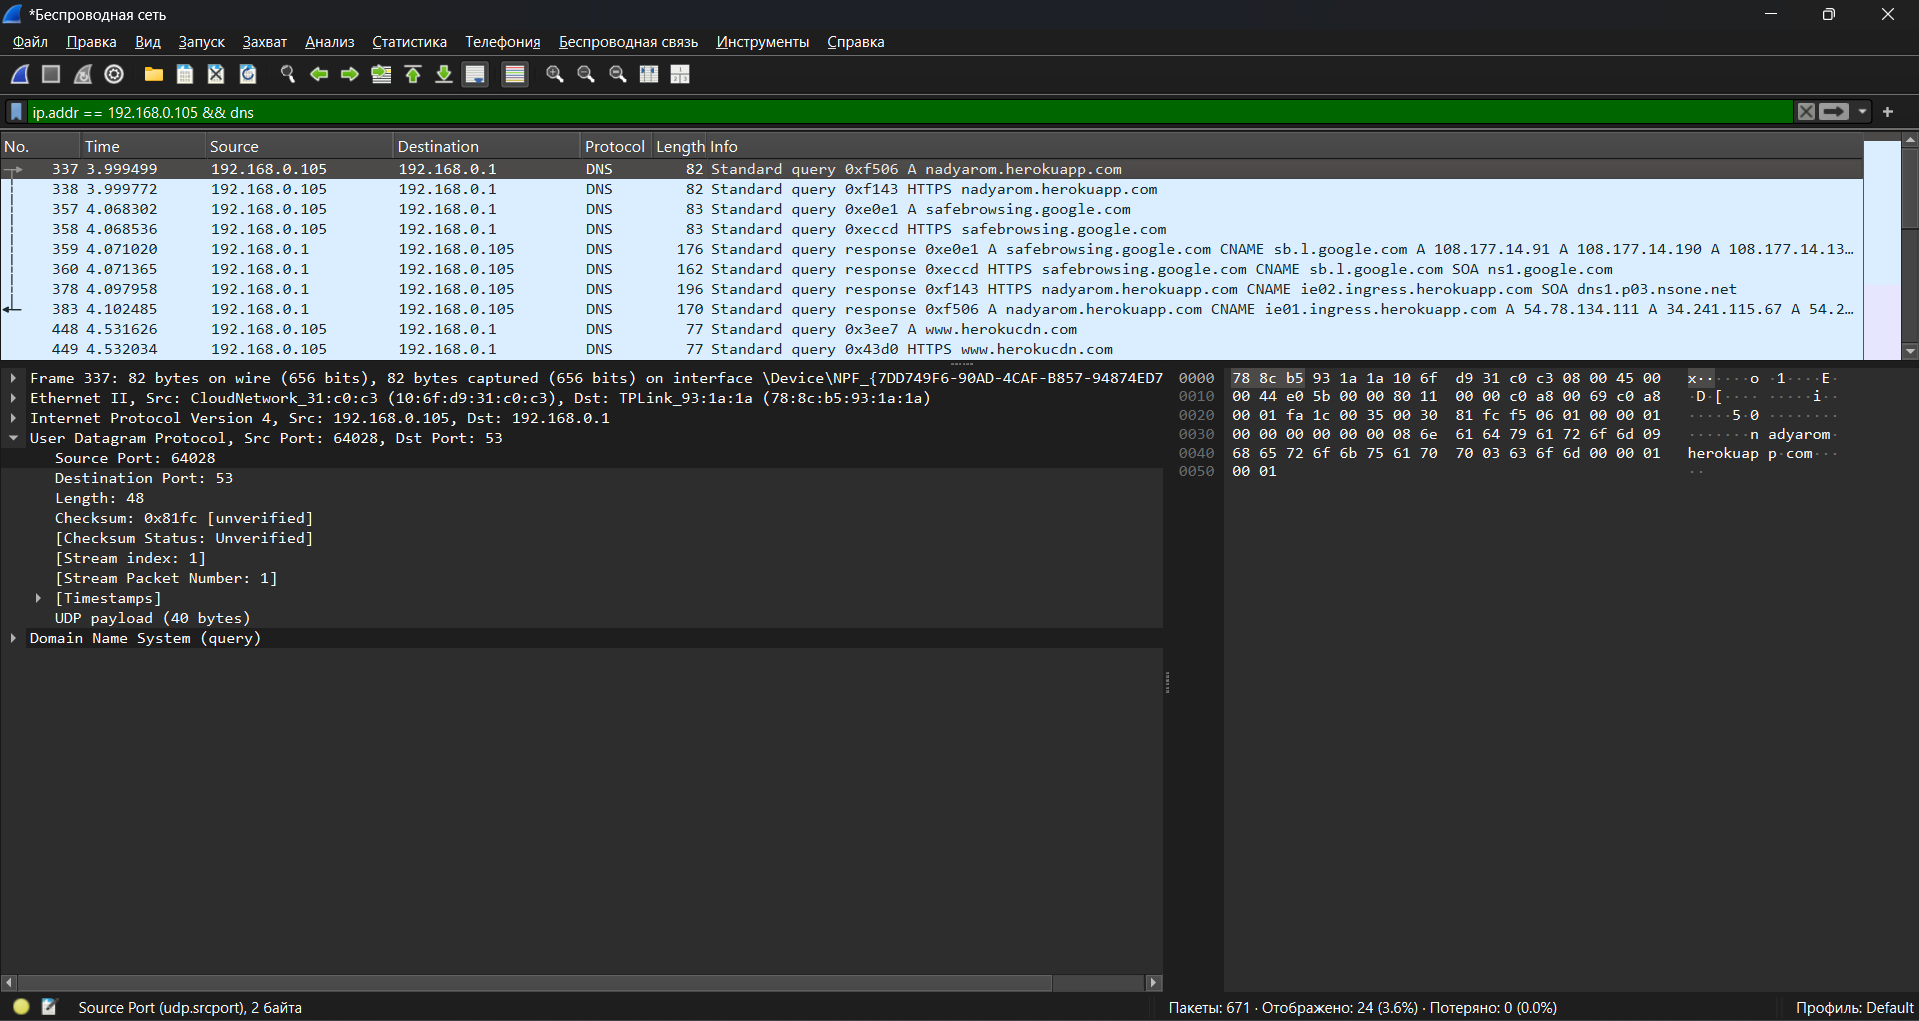 *Беспроводная сеть
Файл Правка Вид Запуск Захват Анализ Статистика Телефония Беспроводная связь Инструменты Справка
ip.addr == 192.168.0.105 && dns
No. Time Source Destination Protocol Length Info
337 3.999499 192.168.0.105 192.168.0.1 DNS 82 Standard query 0xf506 A nadyarom.herokuapp.com
338 3.999772 192.168.0.105 192.168.0.1 DNS 82 Standard query 0xf143 HTTPS nadyarom.herokuapp.com
357 4.068302 192.168.0.105 192.168.0.1 DNS 83 Standard query 0xe0e1 A safebrowsing.google.com
358 4.068536 192.168.0.105 192.168.0.1 DNS 83 Standard query 0xeccd HTTPS safebrowsing.google.com
359 4.071020 192.168.0.1 192.168.0.105 DNS 176 Standard query response 0xe0e1 A safebrowsing.google.com CNAME sb.l.google.com A 108.177.14.91 A 108.177.14.190 A 108.177.14.13…
360 4.071365 192.168.0.1 192.168.0.105 DNS 162 Standard query response 0xeccd HTTPS safebrowsing.google.com CNAME sb.l.google.com SOA ns1.google.com
378 4.097958 192.168.0.1 192.168.0.105 DNS 196 Standard query response 0xf143 HTTPS nadyarom.herokuapp.com CNAME ie02.ingress.herokuapp.com SOA dns1.p03.nsone.net
383 4.102485 192.168.0.1 192.168.0.105 DNS 170 Standard query response 0xf506 A nadyarom.herokuapp.com CNAME ie01.ingress.herokuapp.com A 54.78.134.111 A 34.241.115.67 A 54.2…
448 4.531626 192.168.0.105 192.168.0.1 DNS 77 Standard query 0x3ee7 A www.herokucdn.com
449 4.532034 192.168.0.105 192.168.0.1 DNS 77 Standard query 0x43d0 HTTPS www.herokucdn.com
Frame 337: 82 bytes on wire (656 bits), 82 bytes captured (656 bits) on interface \Device\NPF_{7DD749F6-90AD-4CAF-B857-94874ED7
Ethernet II, Src: CloudNetwork_31:c0:c3 (10:6f:d9:31:c0:c3), Dst: TPLink_93:1a:1a (78:8c:b5:93:1a:1a)
Internet Protocol Version 4, Src: 192.168.0.105, Dst: 192.168.0.1
User Datagram Protocol, Src Port: 64028, Dst Port: 53
Source Port: 64028
Destination Port: 53
Length: 48
Checksum: 0x81fc [unverified]
[Checksum Status: Unverified]
[Stream index: 1]
[Stream Packet Number: 1]
[Timestamps]
UDP payload (40 bytes)
Domain Name System (query)
0000 78 8c b5 93 1a 1a 10 6f d9 31 c0 c3 08 00 45 00 x······o ·1····E·
0010 00 44 e0 5b 00 00 80 11 00 00 c0 a8 00 69 c0 a8 ·D·[···· ·····i··
0020 00 01 fa 1c 00 35 00 30 81 fc f5 06 01 00 00 01 ·····5·0 ········
0030 00 00 00 00 00 00 08 6e 61 64 79 61 72 6f 6d 09 ·······n adyarom·
0040 68 65 72 6f 6b 75 61 70 70 03 63 6f 6d 00 00 01 herokuap p·com···
0050 00 01 ··
Source Port (udp.srcport), 2 байта
Пакеты: 671 · Отображено: 24 (3.6%) · Потеряно: 0 (0.0%)
Профиль: Default